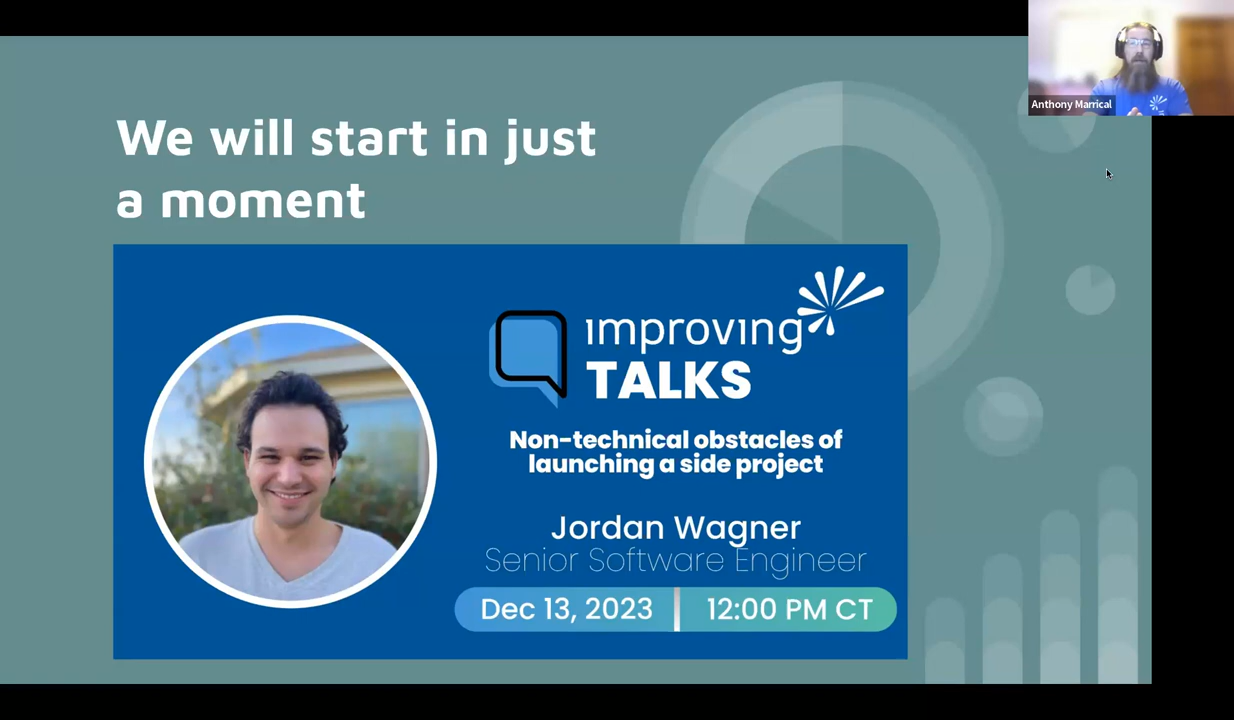 We will start in just
a moment
Anthony Marrical
improving
TALKS
Non-technical obstacles of
launching a side project
Jordan Wagner
Senior Software Engineer
Dec 13, 2023 | 12:00 PM CT